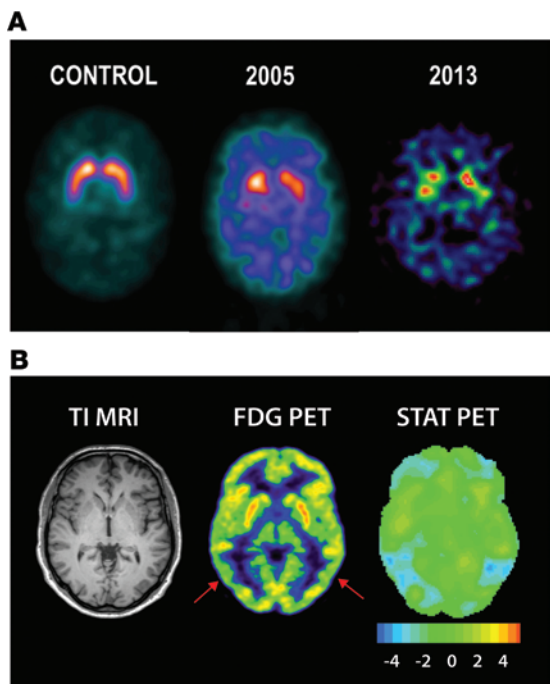 A
CONTROL 2005 2013
B
TI MRI FDG PET STAT PET
-4 -2 0 2 4